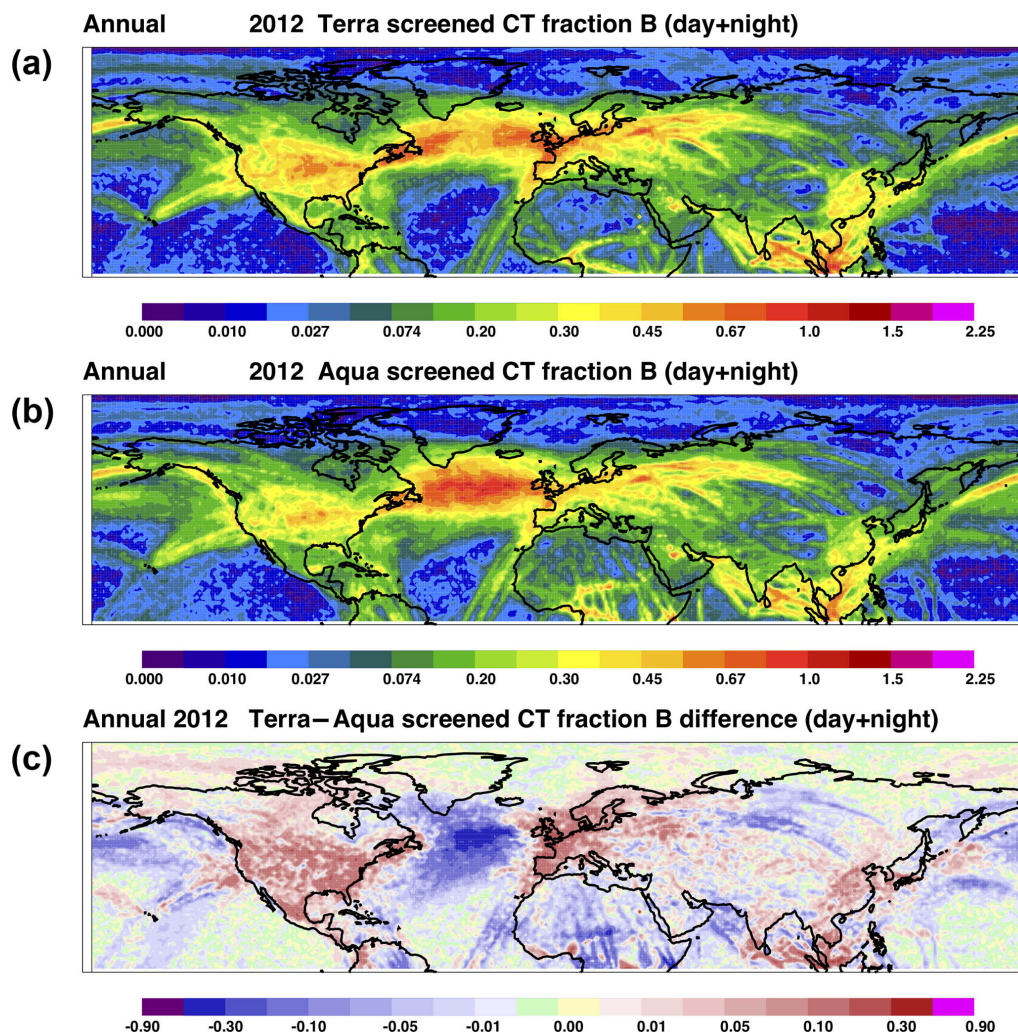 Annual 2012 Terra screened CT fraction B (day+night)
(a)
0.000 0.010 0.027 0.074 0.20 0.30 0.45 0.67 1.0 1.5 2.25
Annual 2012 Aqua screened CT fraction B (day+night)
(b)
0.000 0.010 0.027 0.074 0.20 0.30 0.45 0.67 1.0 1.5 2.25
Annual 2012 Terra−Aqua screened CT fraction B difference (day+night)
(c)
-0.90 -0.30 -0.10 -0.05 -0.01 0.00 0.01 0.05 0.10 0.30 0.90